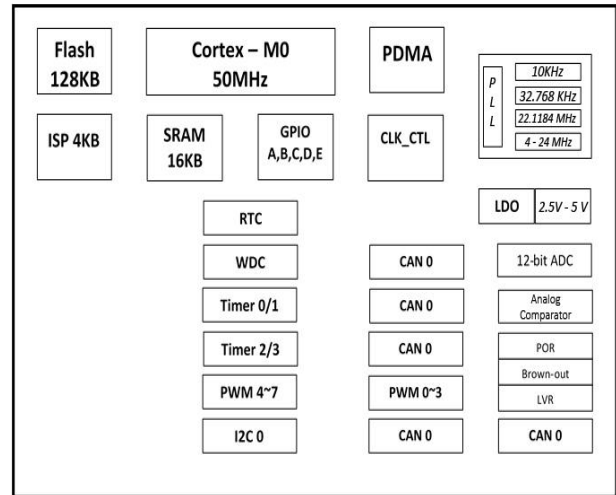 Flash
128KB
Cortex – M0
50MHz
PDMA
P
L
L
10KHz
32.768 KHz
22.1184 MHz
4 - 24 MHz
ISP 4KB
SRAM
16KB
GPIO
A,B,C,D,E
CLK_CTL
LDO
2.5V - 5 V
RTC
WDC
CAN 0
12-bit ADC
Timer 0/1
CAN 0
Analog
Comparator
Timer 2/3
CAN 0
POR
Brown-out
PWM 4~7
PWM 0~3
LVR
I2C 0
CAN 0
CAN 0